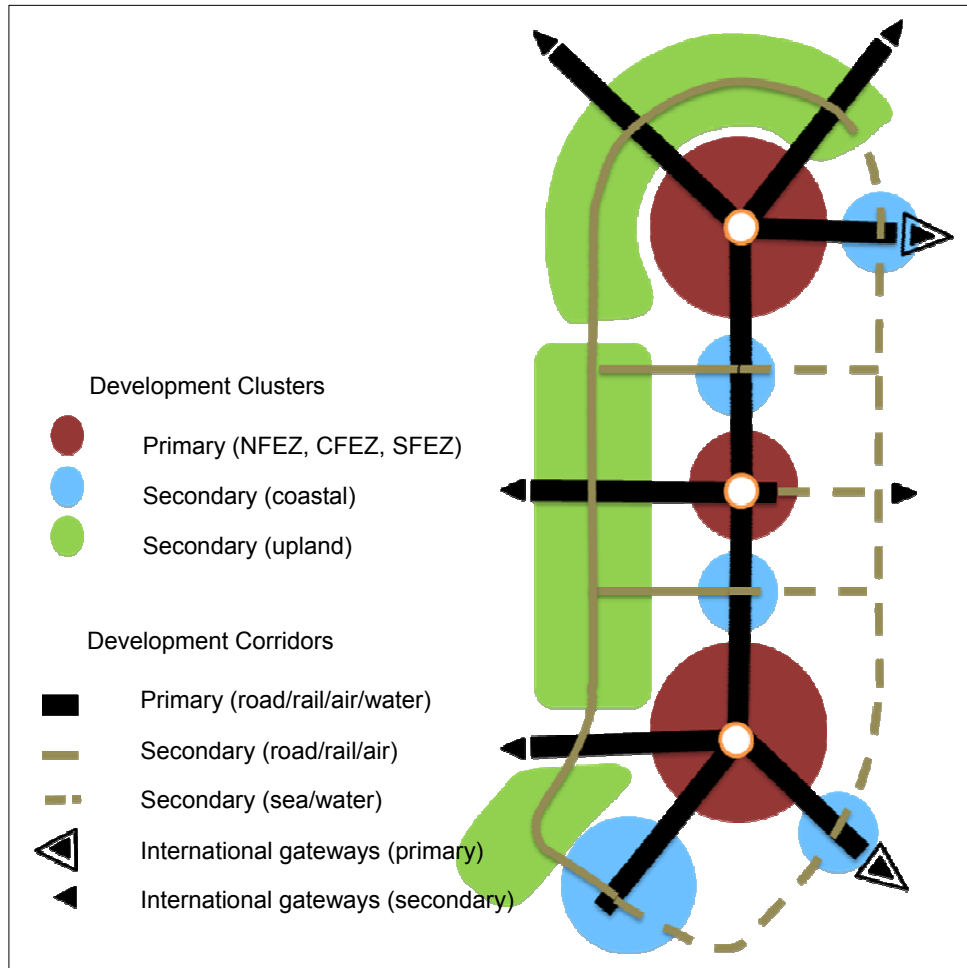 Development Clusters
Primary (NFEZ, CFEZ, SFEZ)
Secondary (coastal)
Secondary (upland)
Development Corridors
Primary (road/rail/air/water)
Secondary (road/rail/air)
Secondary (sea/water)
International gateways (primary)
International gateways (secondary)